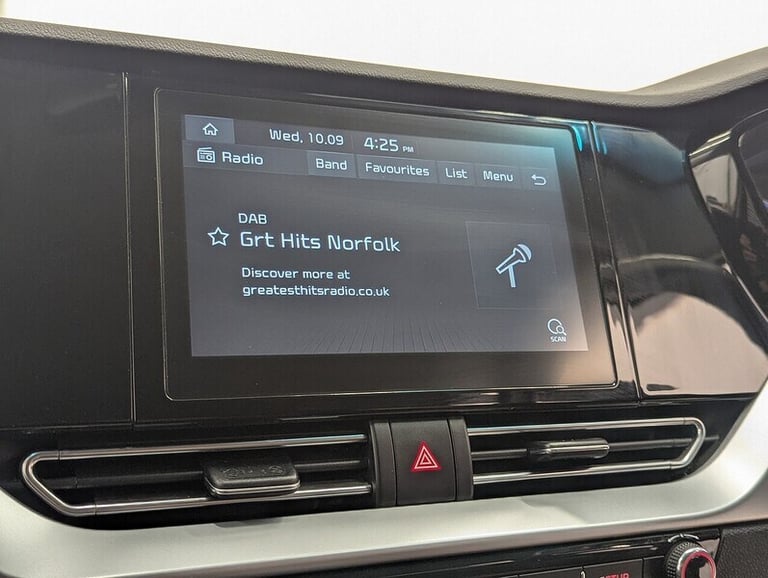 Wed, 10.09 4:25 PM
Radio Band Favourites List Menu
DAB
Grt Hits Norfolk
Discover more at
greatesthitsradio.co.uk
SCAN
SETUP